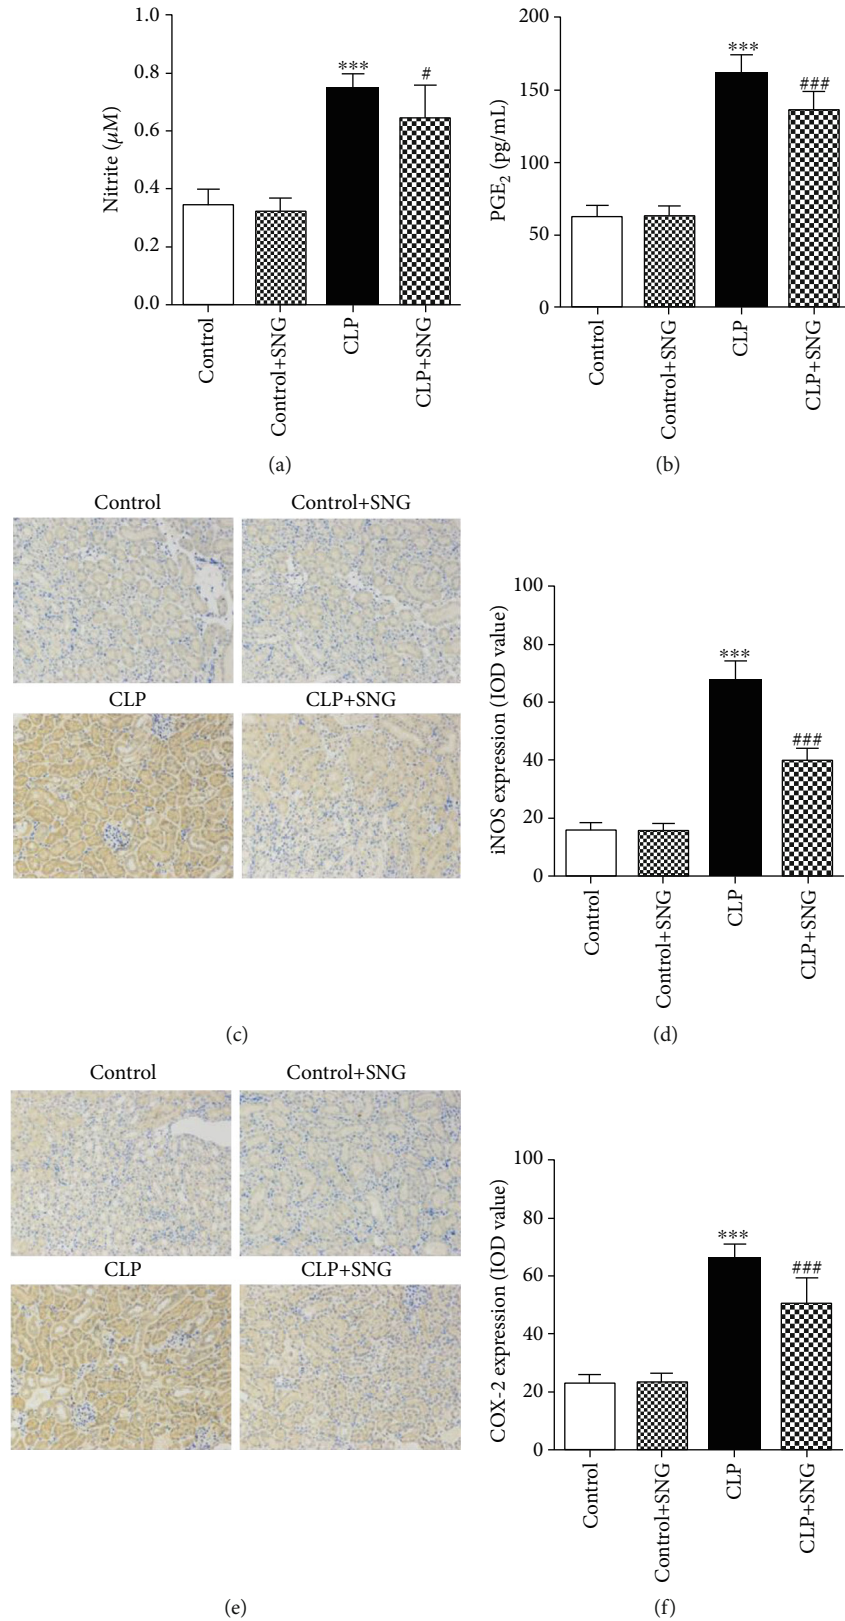 1.0
0.8
0.6
0.4
0.2
0.0
Nitrite (μM)
***
#
Control
Control+SNG
CLP
CLP+SNG
(a)
200
150
100
50
0
PGE₂ (pg/mL)
***
###
Control
Control+SNG
CLP
CLP+SNG
(b)
Control
Control+SNG
CLP
CLP+SNG
(c)
100
80
60
40
20
0
iNOS expression (IOD value)
***
###
Control
Control+SNG
CLP
CLP+SNG
(d)
Control
Control+SNG
CLP
CLP+SNG
(e)
100
80
60
40
20
0
COX-2 expression (IOD value)
***
###
Control
Control+SNG
CLP
CLP+SNG
(f)